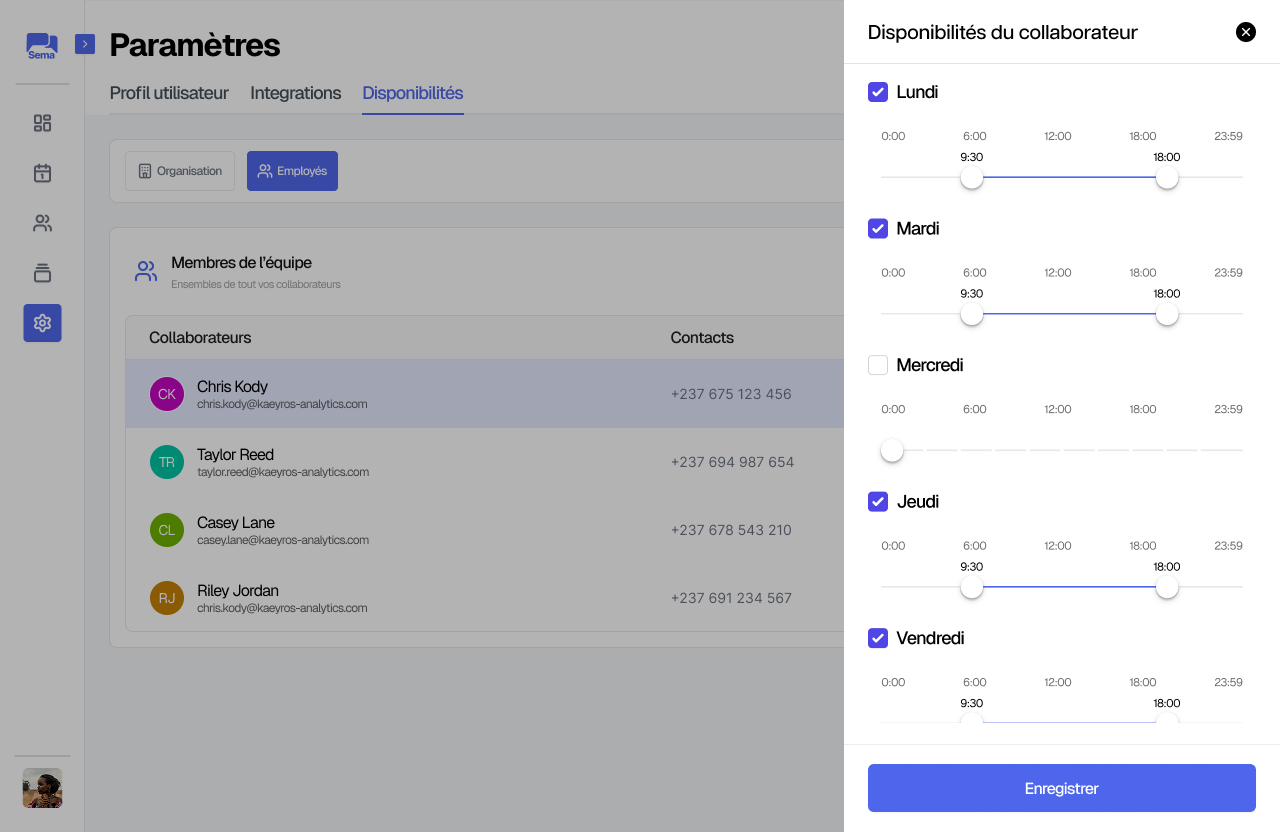 Sema
Paramètres
Profil utilisateur
Integrations
Disponibilités
Organisation
Employés
Membres de l'équipe
Ensembles de tout vos collaborateurs
Collaborateurs
Contacts
CK
Chris Kody
chris.kody@kaeyros-analytics.com
+237 675 123 456
TR
Taylor Reed
taylor.reed@kaeyros-analytics.com
+237 694 987 654
CL
Casey Lane
casey.lane@kaeyros-analytics.com
+237 678 543 210
RJ
Riley Jordan
chris.kody@kaeyros-analytics.com
+237 691 234 567
Disponibilités du collaborateur
Lundi
0:00 6:00 12:00 18:00 23:59
9:30 18:00
Mardi
0:00 6:00 12:00 18:00 23:59
9:30 18:00
Mercredi
0:00 6:00 12:00 18:00 23:59
Jeudi
0:00 6:00 12:00 18:00 23:59
9:30 18:00
Vendredi
0:00 6:00 12:00 18:00 23:59
9:30 18:00
Enregistrer